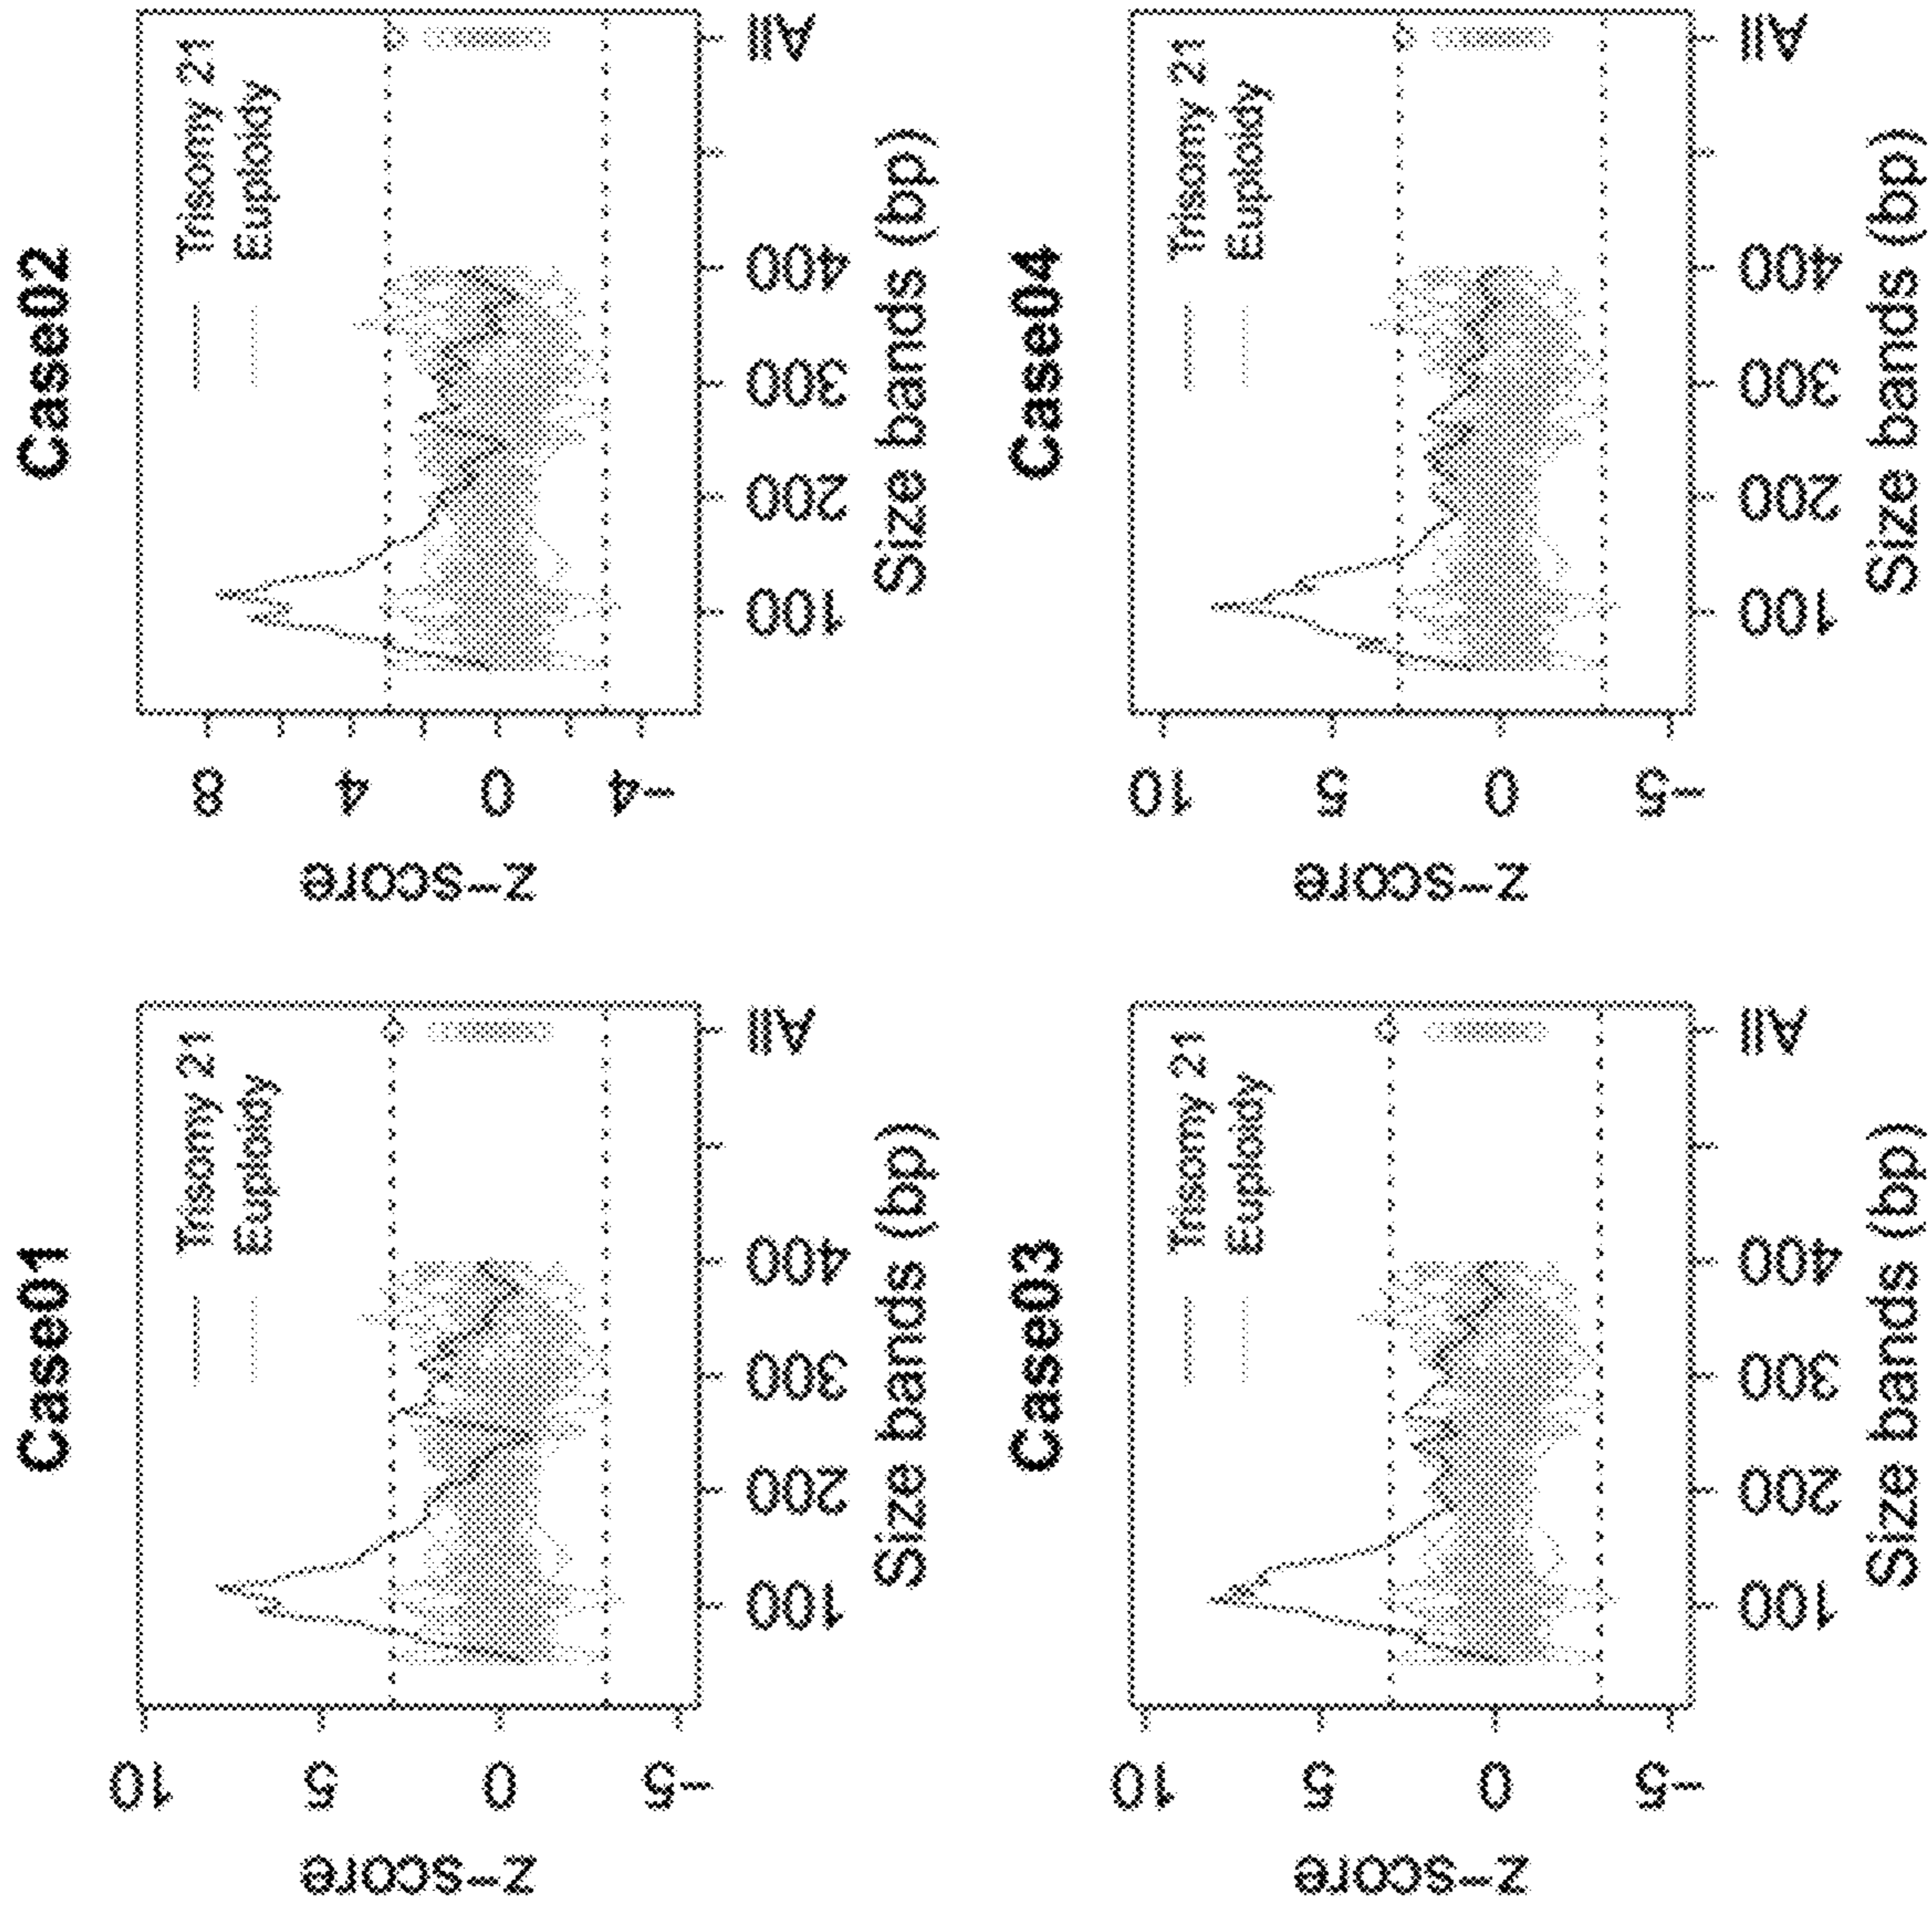 Case01
z-score
10
5
0
-5
Trisomy 21
Euploidy
100
200
300
400
All
Size bands (bp)
Case02
z-score
8
4
0
-4
Trisomy 21
Euploidy
100
200
300
400
All
Size bands (bp)
Case03
z-score
10
5
0
-5
Trisomy 21
Euploidy
100
200
300
400
All
Size bands (bp)
Case04
z-score
10
5
0
-5
Trisomy 21
Euploidy
100
200
300
400
All
Size bands (bp)